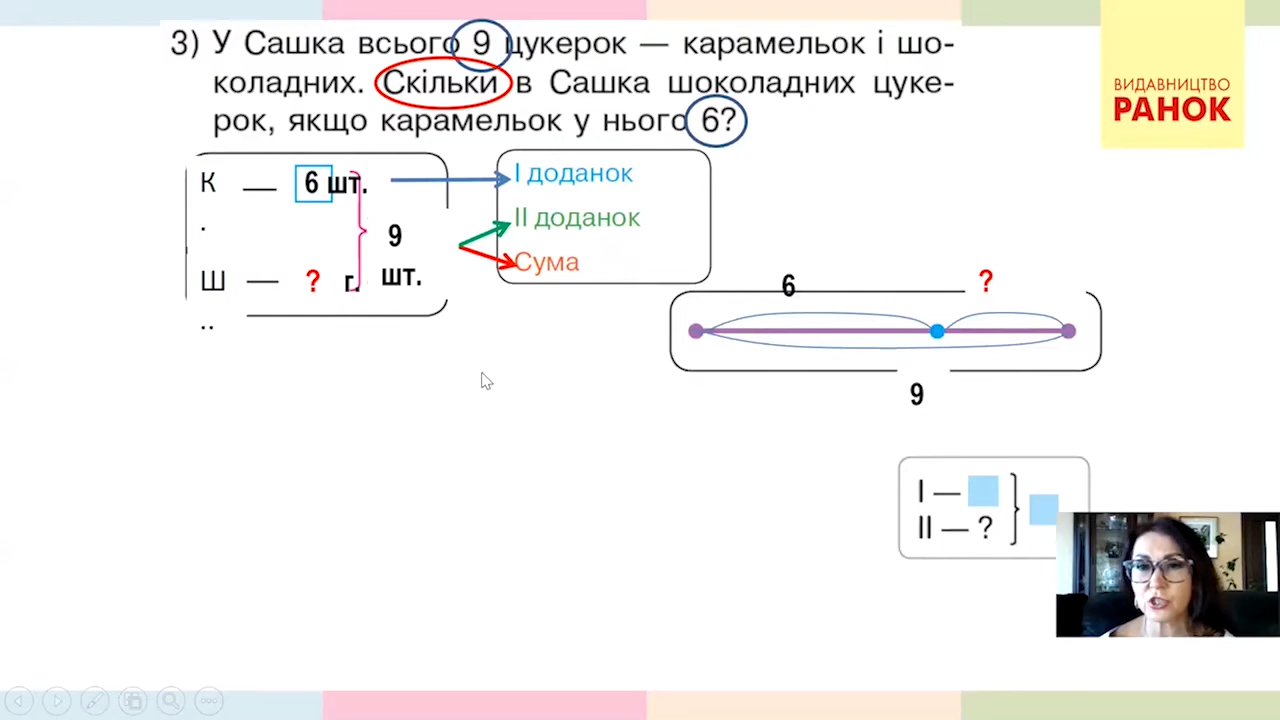 3) У Сашка всього 9 цукерок — карамельок і шо-
коладних. Скільки в Сашка шоколадних цуке-
рок, якщо карамельок у нього 6?
ВИДАВНИЦТВО
РАНОК
К — 6 шт.
.
Ш — ? г.
..
9
шт.
І доданок
ІІ доданок
Сума
6 ?
9
І —
ІІ — ?